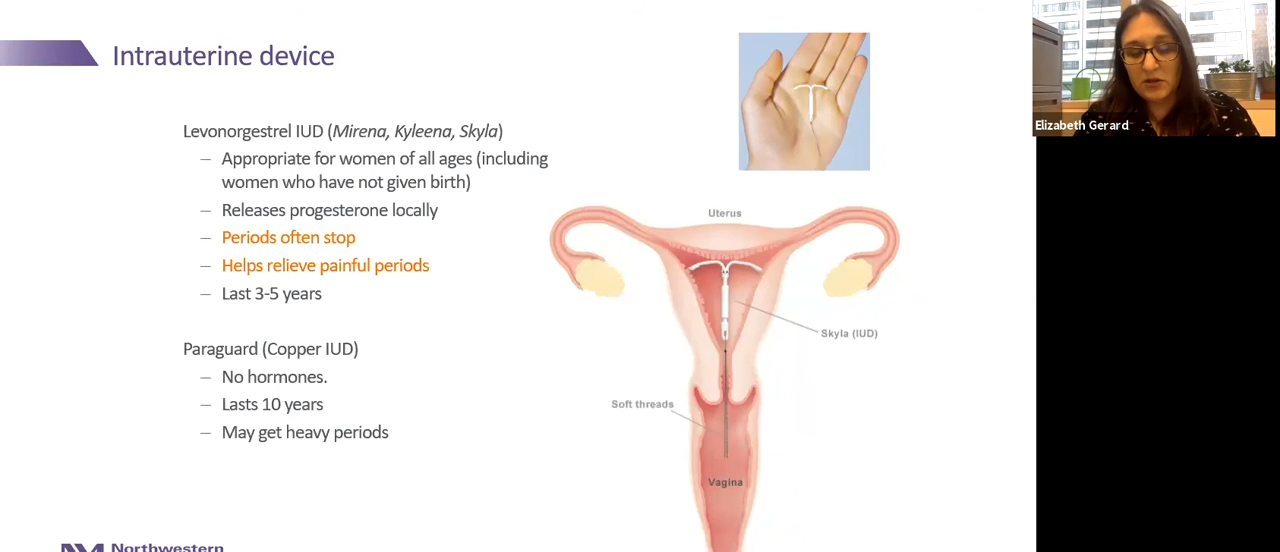 Intrauterine device
Levonorgestrel IUD (Mirena, Kyleena, Skyla)
– Appropriate for women of all ages (including
women who have not given birth)
– Releases progesterone locally
– Periods often stop
– Helps relieve painful periods
– Last 3-5 years
Paraguard (Copper IUD)
– No hormones.
– Lasts 10 years
– May get heavy periods
Uterus
Skyla (IUD)
Soft threads
Vagina
Elizabeth Gerard
Northwestern